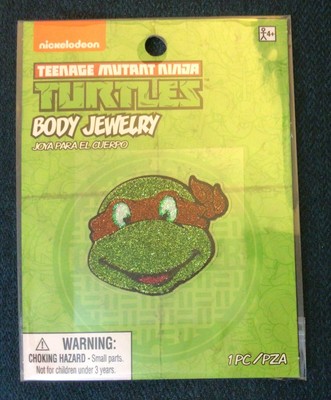 nickelodeon
4+
TEENAGE MUTANT NINJA
TURTLES
BODY JEWELRY
JOYA PARA EL CUERPO
WARNING:
CHOKING HAZARD - Small parts.
Not for children under 3 years.
1 PC/PZA